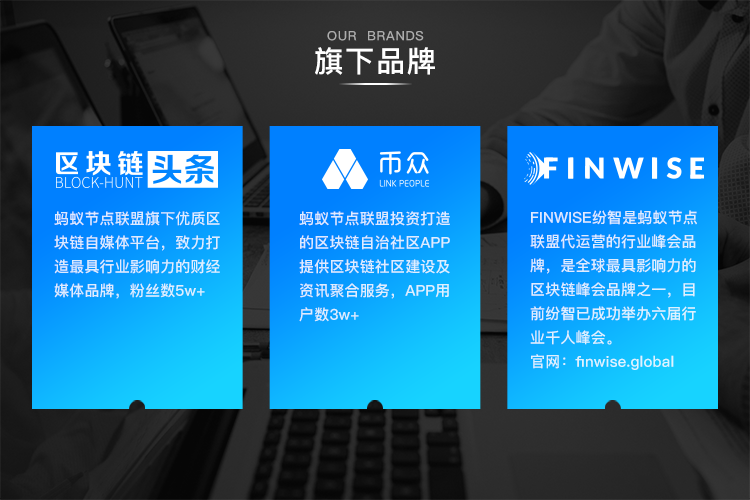 OUR BRANDS
旗下品牌
区块链头条
BLOCK-HUNT
蚂蚁节点联盟旗下优质区
块链自媒体平台，致力打
造最具行业影响力的财经
媒体品牌，粉丝数5w+
币众
LINK PEOPLE
蚂蚁节点联盟投资打造
的区块链自治社区APP
提供区块链社区建设及
资讯聚合服务，APP用
户数3w+
FINWISE
FINWISE纷智是蚂蚁节点
联盟代运营的行业峰会品
牌，是全球最具影响力的
区块链峰会品牌之一，目
前纷智已成功举办六届行
业千人峰会。
官网：finwise.global